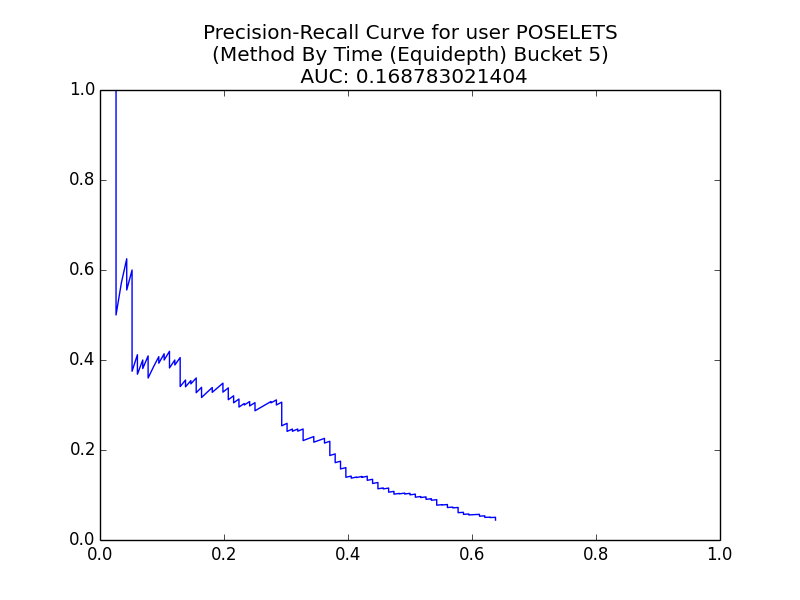 Precision-Recall Curve for user POSELETS
(Method By Time (Equidepth) Bucket 5)
AUC: 0.168783021404
1.0
0.8
0.6
0.4
0.2
0.0
0.0 0.2 0.4 0.6 0.8 1.0